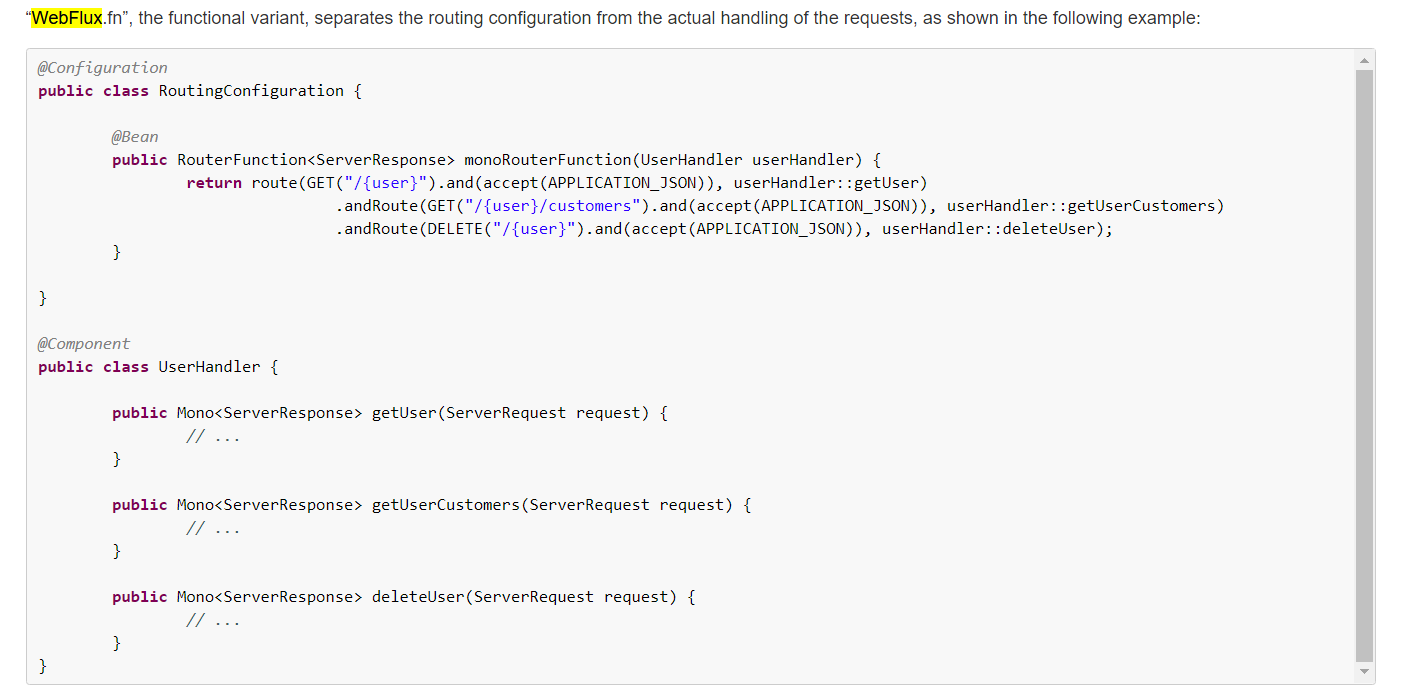 “WebFlux.fn”, the functional variant, separates the routing configuration from the actual handling of the requests, as shown in the following example:
@Configuration
public class RoutingConfiguration {
@Bean
public RouterFunction<ServerResponse> monoRouterFunction(UserHandler userHandler) {
return route(GET("/{user}").and(accept(APPLICATION_JSON)), userHandler::getUser)
.andRoute(GET("/{user}/customers").and(accept(APPLICATION_JSON)), userHandler::getUserCustomers)
.andRoute(DELETE("/{user}").and(accept(APPLICATION_JSON)), userHandler::deleteUser);
}
}
@Component
public class UserHandler {
public Mono<ServerResponse> getUser(ServerRequest request) {
// ...
}
public Mono<ServerResponse> getUserCustomers(ServerRequest request) {
// ...
}
public Mono<ServerResponse> deleteUser(ServerRequest request) {
// ...
}
}